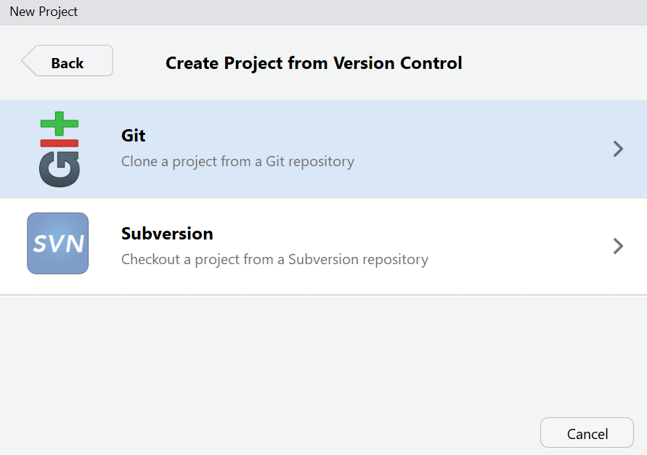 New Project
Back
Create Project from Version Control
Git
Git
Clone a project from a Git repository
SVN
Subversion
Checkout a project from a Subversion repository
Cancel